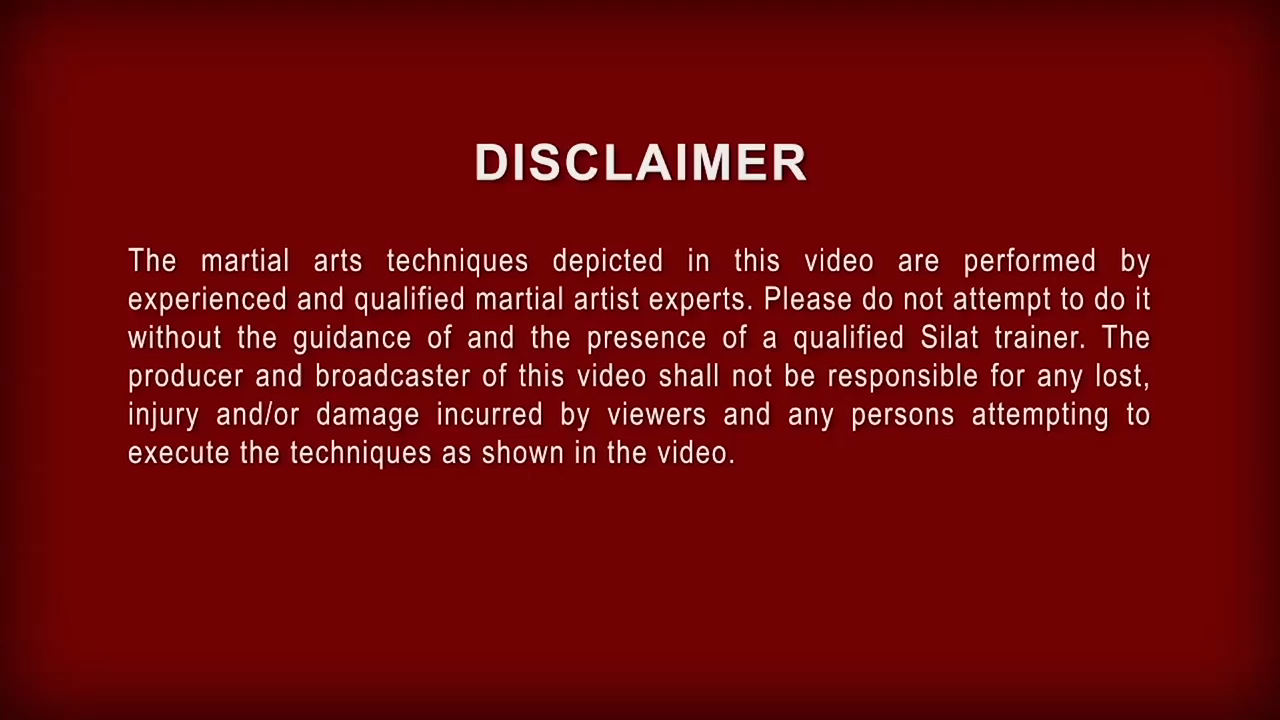 DISCLAIMER
The martial arts techniques depicted in this video are performed by
experienced and qualified martial artist experts. Please do not attempt to do it
without the guidance of and the presence of a qualified Silat trainer. The
producer and broadcaster of this video shall not be responsible for any lost,
injury and/or damage incurred by viewers and any persons attempting to
execute the techniques as shown in the video.